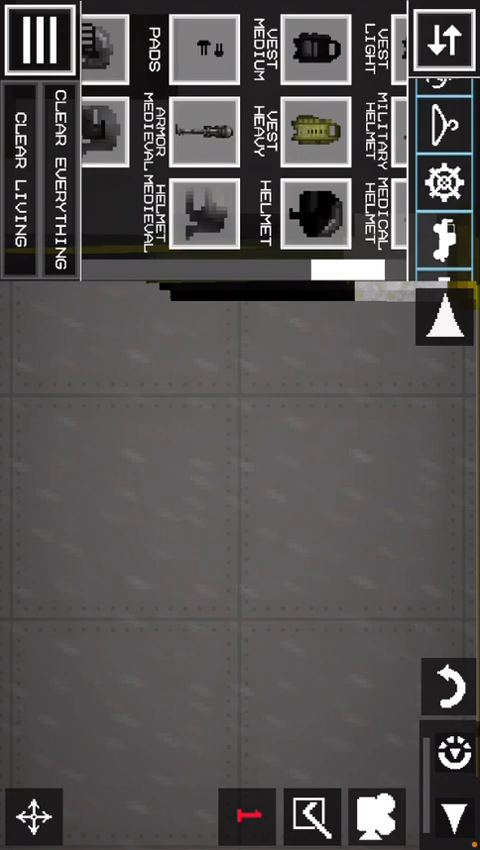 VEST
LIGHT
MILITARY
HELMET
MEDICAL
HELMET
VEST
MEDIUM
VEST
HEAVY
HELMET
PADS
ARMOR
MEDIEVAL
HELMET
MEDIEVAL
CLEAR EVERYTHING
CLEAR LIVING
1